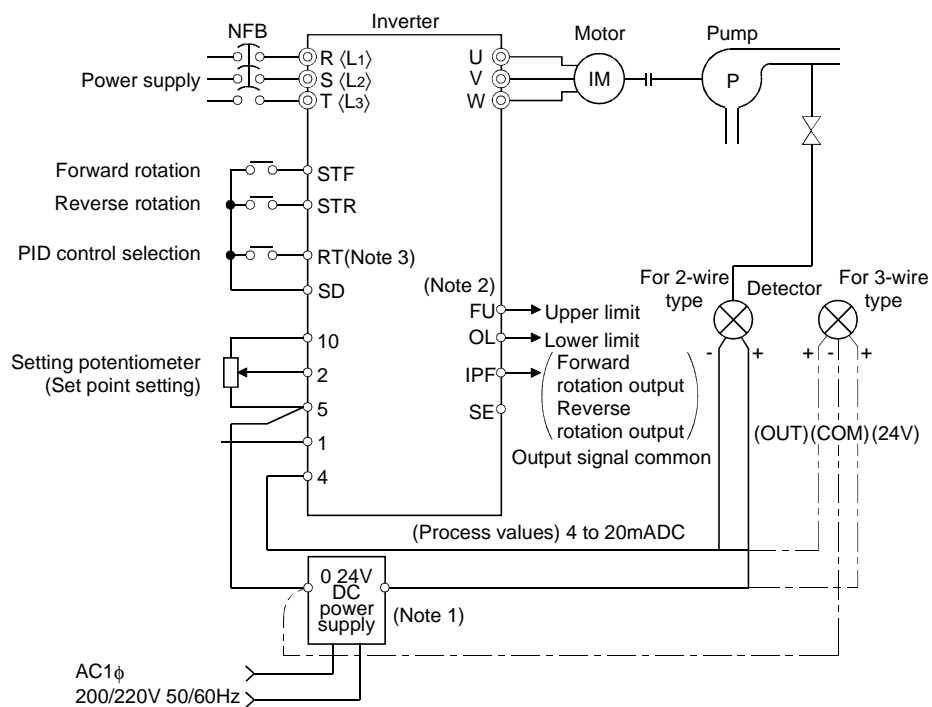 Inverter
NFB
Motor
Pump
Power supply
R ⟨L1⟩
S ⟨L2⟩
T ⟨L3⟩
U
V
W
IM
P
Forward rotation
STF
Reverse rotation
STR
PID control selection
RT(Note 3)
SD
(Note 2)
FU
Upper limit
OL
Lower limit
IPF
Forward
rotation output
Reverse
rotation output
SE
Output signal common
For 2-wire
type
Detector
For 3-wire
type
- +
+ - +
(OUT)(COM)(24V)
10
Setting potentiometer
(Set point setting)
2
5
1
4
(Process values) 4 to 20mADC
0 24V
DC
power
supply
(Note 1)
AC1ϕ
200/220V 50/60Hz